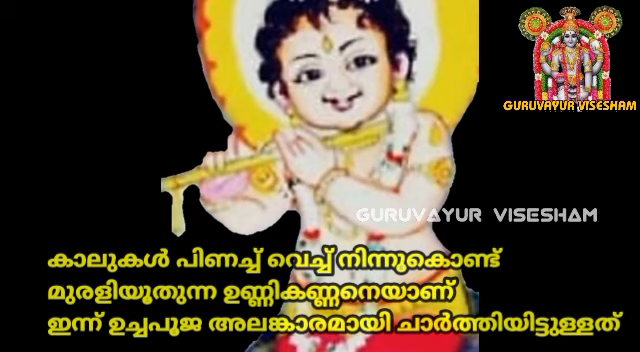 GURUVAYUR VISESHAM
GURUVAYUR VISESHAM
കാലുകൾ പിണച്ച് വെച്ച് നിന്നൂകൊണ്ട്
മുരളിയൂതുന്ന ഉണ്ണികണ്ണനെയാണ്
ഇന്ന് ഉച്ചപൂജ അലങ്കാരമായി ചാർത്തിയിട്ടുള്ളത്